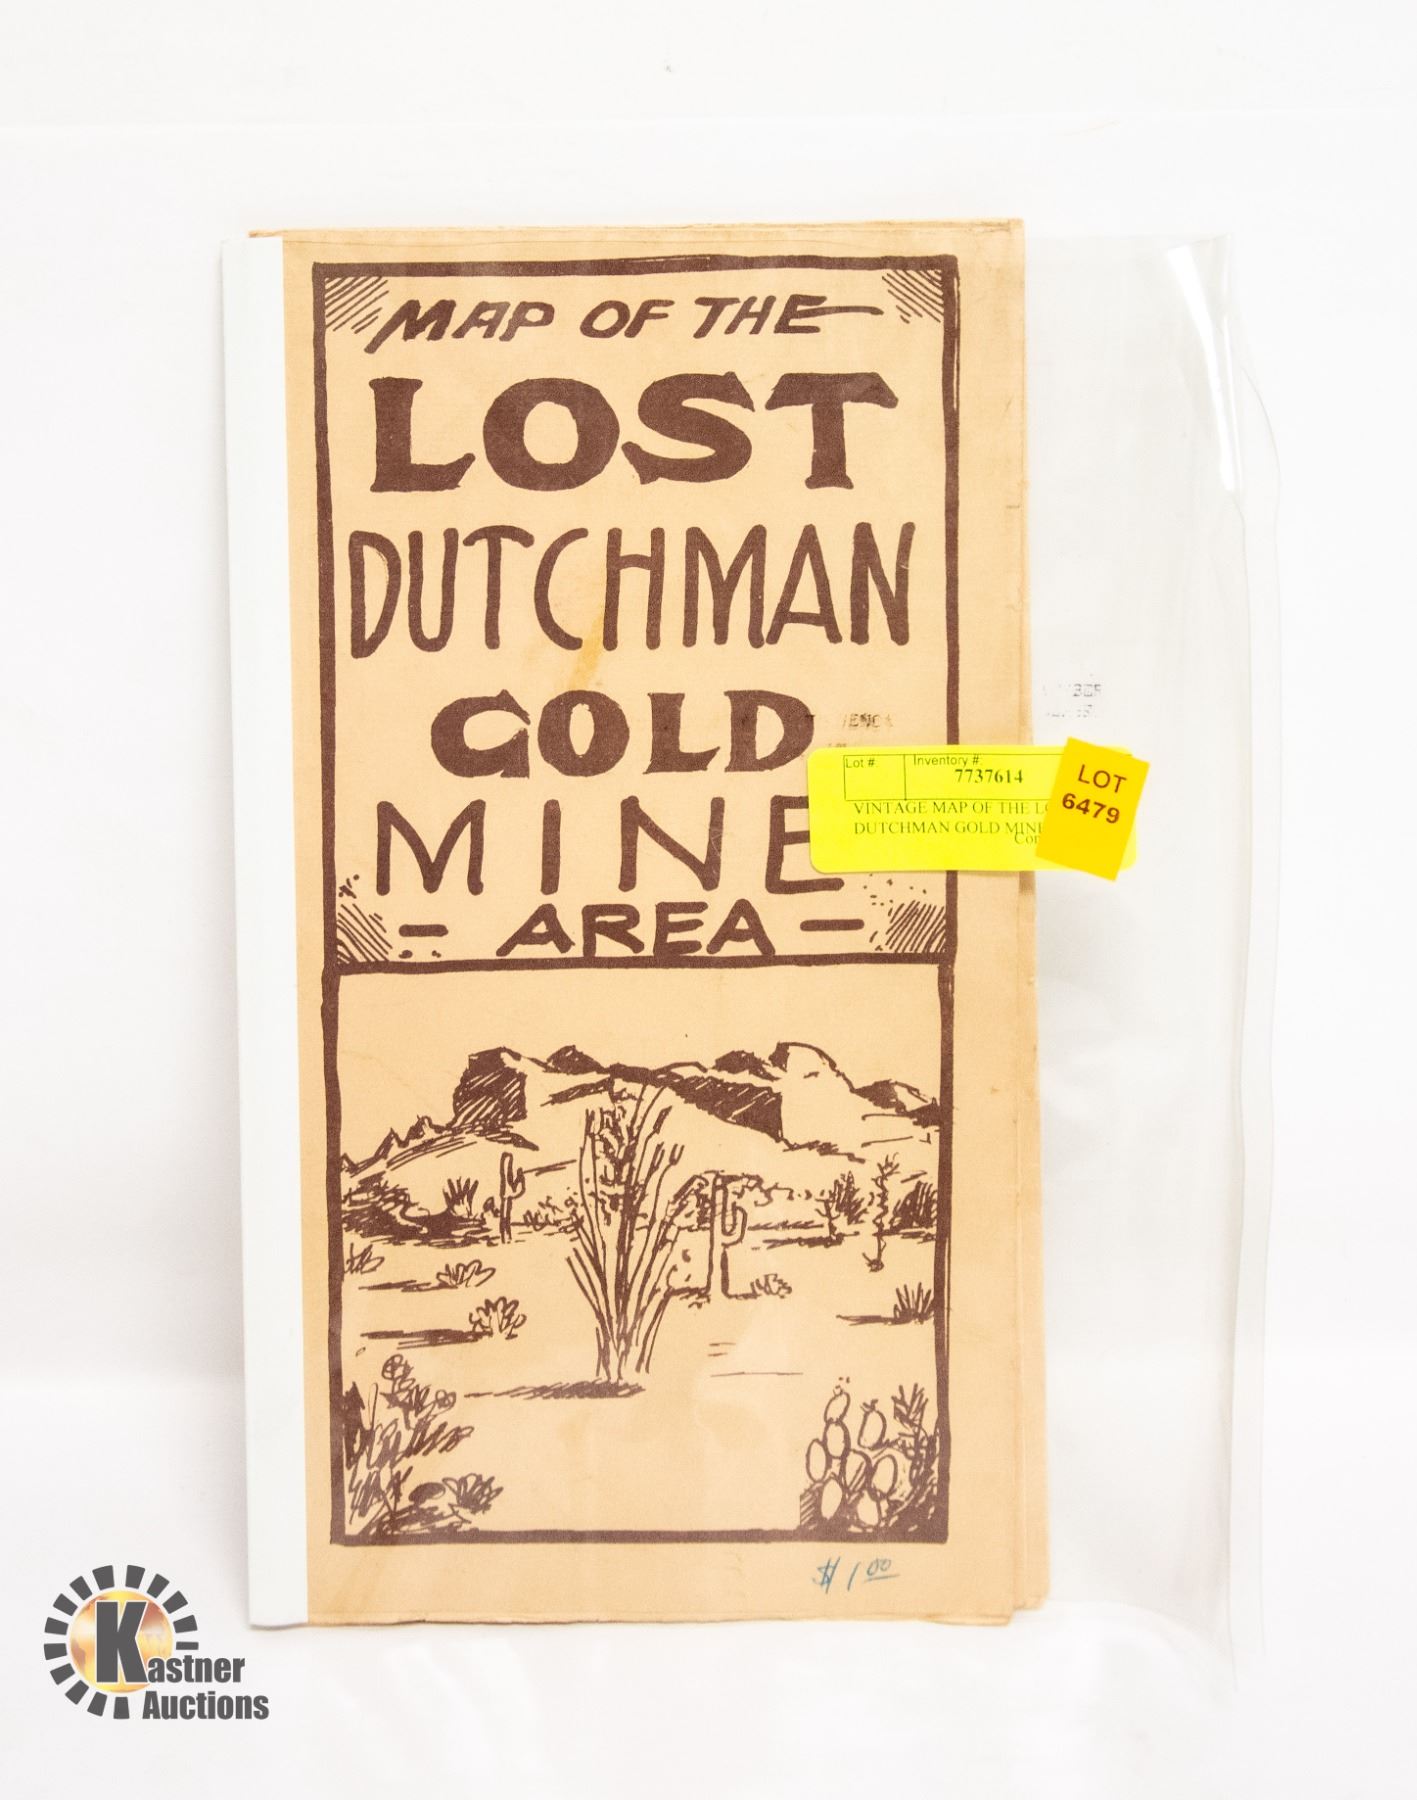 MAP OF THE
LOST
DUTCHMAN
GOLD
MINE
- AREA -
Lot #:
Inventory #:
7737614
VINTAGE MAP OF THE
DUTCHMAN GOLD MINE
LOT
6479
$1.00
Kastner
Auctions